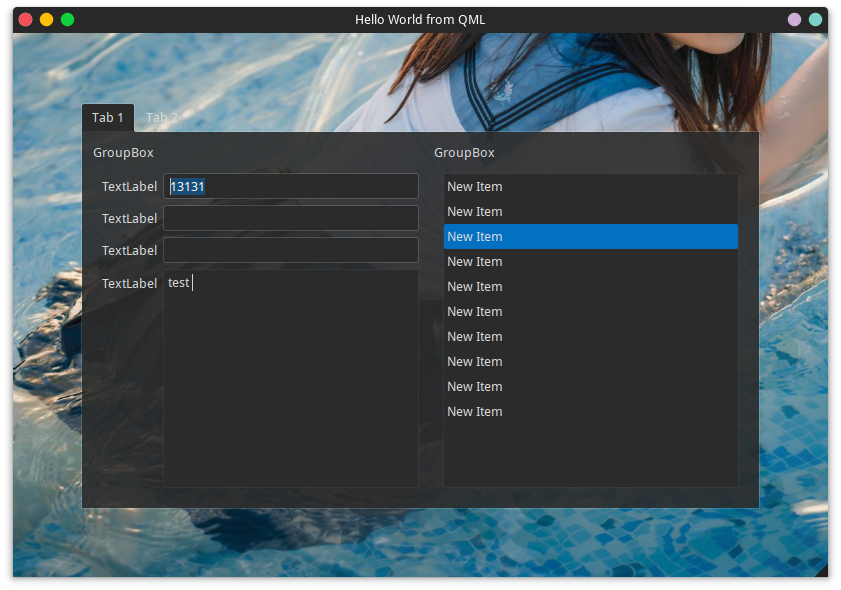 Hello World from QML
Tab 1 Tab 2
GroupBox
TextLabel 13131
TextLabel
TextLabel
TextLabel test
GroupBox
New Item
New Item
New Item
New Item
New Item
New Item
New Item
New Item
New Item
New Item